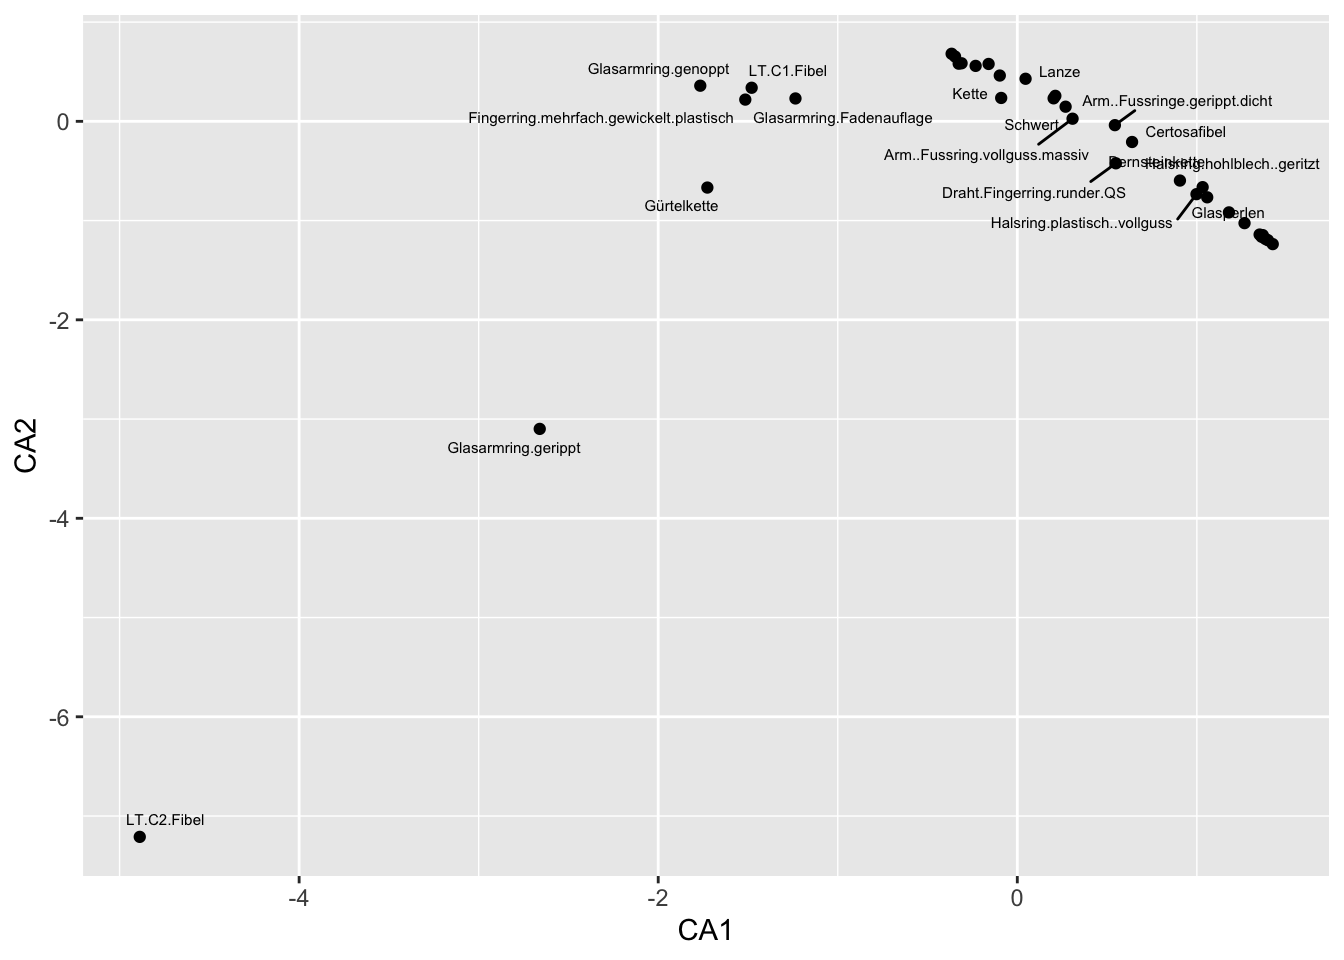 Glasarmring.genoppt
LT.C1.Fibel
Lanze
Kette
Arm..Fussringe.gerippt.dicht
0
Fingerring.mehrfach.gewickelt.plastisch
Glasarmring.Fadenauflage
Schwert
Certosafibel
Arm..Fussring.vollguss.massiv
Bernsteinkette
Halsring.hohlblech..geritzt
Draht.Fingerring.runder.QS
Gürtelkette
Glasperlen
Halsring.plastisch..vollguss
-2
CA2
Glasarmring.gerippt
-4
-6
LT.C2.Fibel
-4
-2
0
CA1